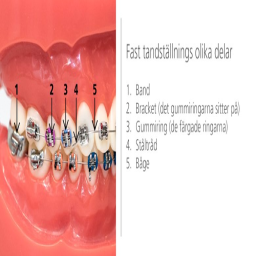 1 2 3 4 5
Fast tandställnings olika delar
1. Band
2. Bracket (det gummiringarna sitter på)
3. Gummiring (de färgade ringarna)
4. Ståltråd
5. Båge